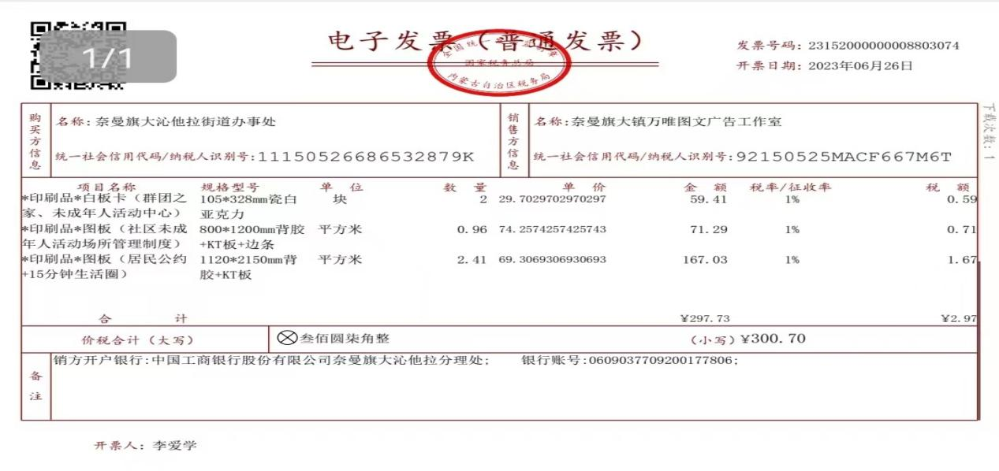 1/1
电子发票（普通发票）
全国统一发票监制章
国家税务总局
内蒙古自治区税务局
发票号码：23152000000008803074
开票日期：2023年06月26日
下载次数：1
购买方信息
名称：奈曼旗大沁他拉街道办事处
统一社会信用代码/纳税人识别号：11150526686532879K
销售方信息
名称：奈曼旗大镇万唯图文广告工作室
统一社会信用代码/纳税人识别号：92150525MACF667M6T
项目名称 规格型号 单位 数量 单价 金额 税率/征收率 税额
*印刷品*白板卡（群团之 105*328mm瓷白 块 2 29.7029702970297 59.41 1% 0.59
家、未成年人活动中心） 亚克力
*印刷品*图板（社区未成 800*1200mm背胶 平方米 0.96 74.2574257425743 71.29 1% 0.71
年人活动场所管理制度） +KT板+边条
*印刷品*图板（居民公约 1120*2150mm背 平方米 2.41 69.3069306930693 167.03 1% 1.67
+15分钟生活圈） 胶+KT板
合计 ¥297.73 ¥2.97
价税合计（大写） 叁佰圆柒角整 （小写）¥300.70
备注
销方开户银行:中国工商银行股份有限公司奈曼旗大沁他拉分理处; 银行账号:0609037709200177806;
开票人：李爱学